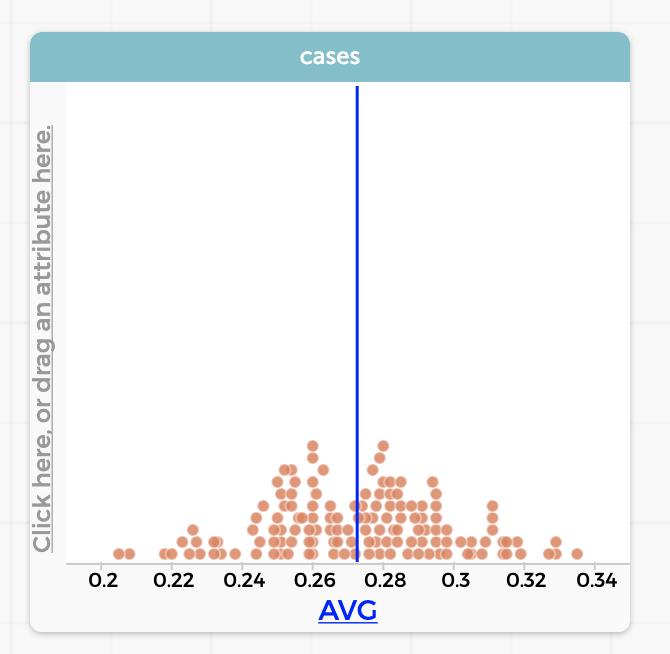 cases
Click here, or drag an attribute here.
0.2 0.22 0.24 0.26 0.28 0.3 0.32 0.34
AVG